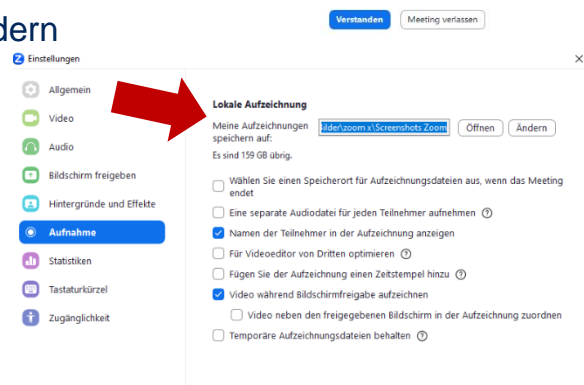 dern
Verstanden
Meeting verlassen
Einstellungen
Allgemein
Video
Audio
Bildschirm freigeben
Hintergründe und Effekte
Aufnahme
Statistiken
Tastaturkürzel
Zugänglichkeit
Lokale Aufzeichnung
Meine Aufzeichnungen
speichern auf:
ilder\zoom x\Screenshots Zoom
Öffnen
Ändern
Es sind 159 GB übrig.
Wählen Sie einen Speicherort für Aufzeichnungsdateien aus, wenn das Meeting
endet
Eine separate Audiodatei für jeden Teilnehmer aufnehmen
Namen der Teilnehmer in der Aufzeichnung anzeigen
Für Videoeditor von Dritten optimieren
Fügen Sie der Aufzeichnung einen Zeitstempel hinzu
Video während Bildschirmfreigabe aufzeichnen
Video neben den freigegebenen Bildschirm in der Aufzeichnung zuordnen
Temporäre Aufzeichnungsdateien behalten